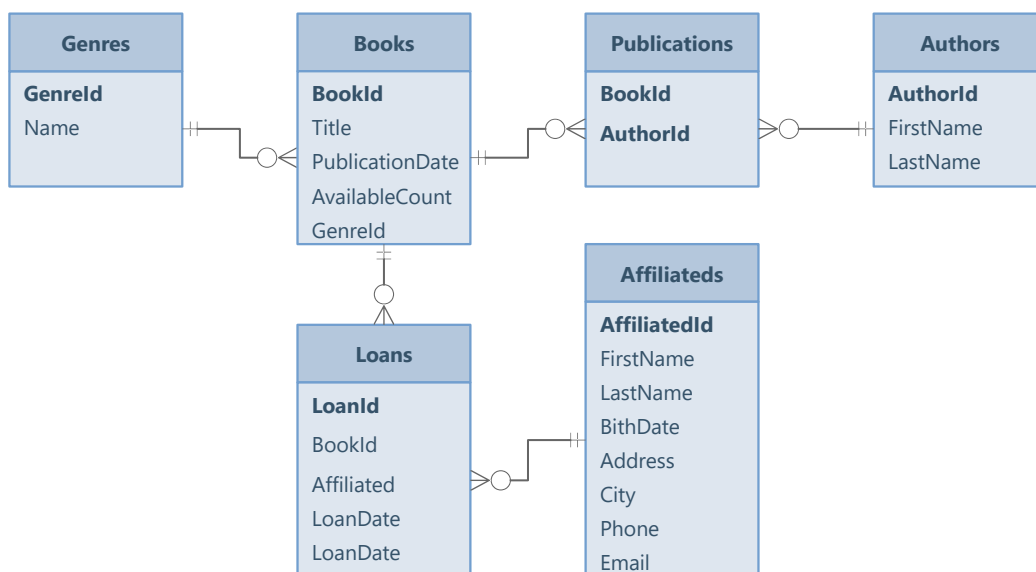 Genres
GenreId
Name
Books
BookId
Title
PublicationDate
AvailableCount
GenreId
Publications
BookId
AuthorId
Authors
AuthorId
FirstName
LastName
Loans
LoanId
BookId
Affiliated
LoanDate
LoanDate
Affiliateds
AffiliatedId
FirstName
LastName
BithDate
Address
City
Phone
Email